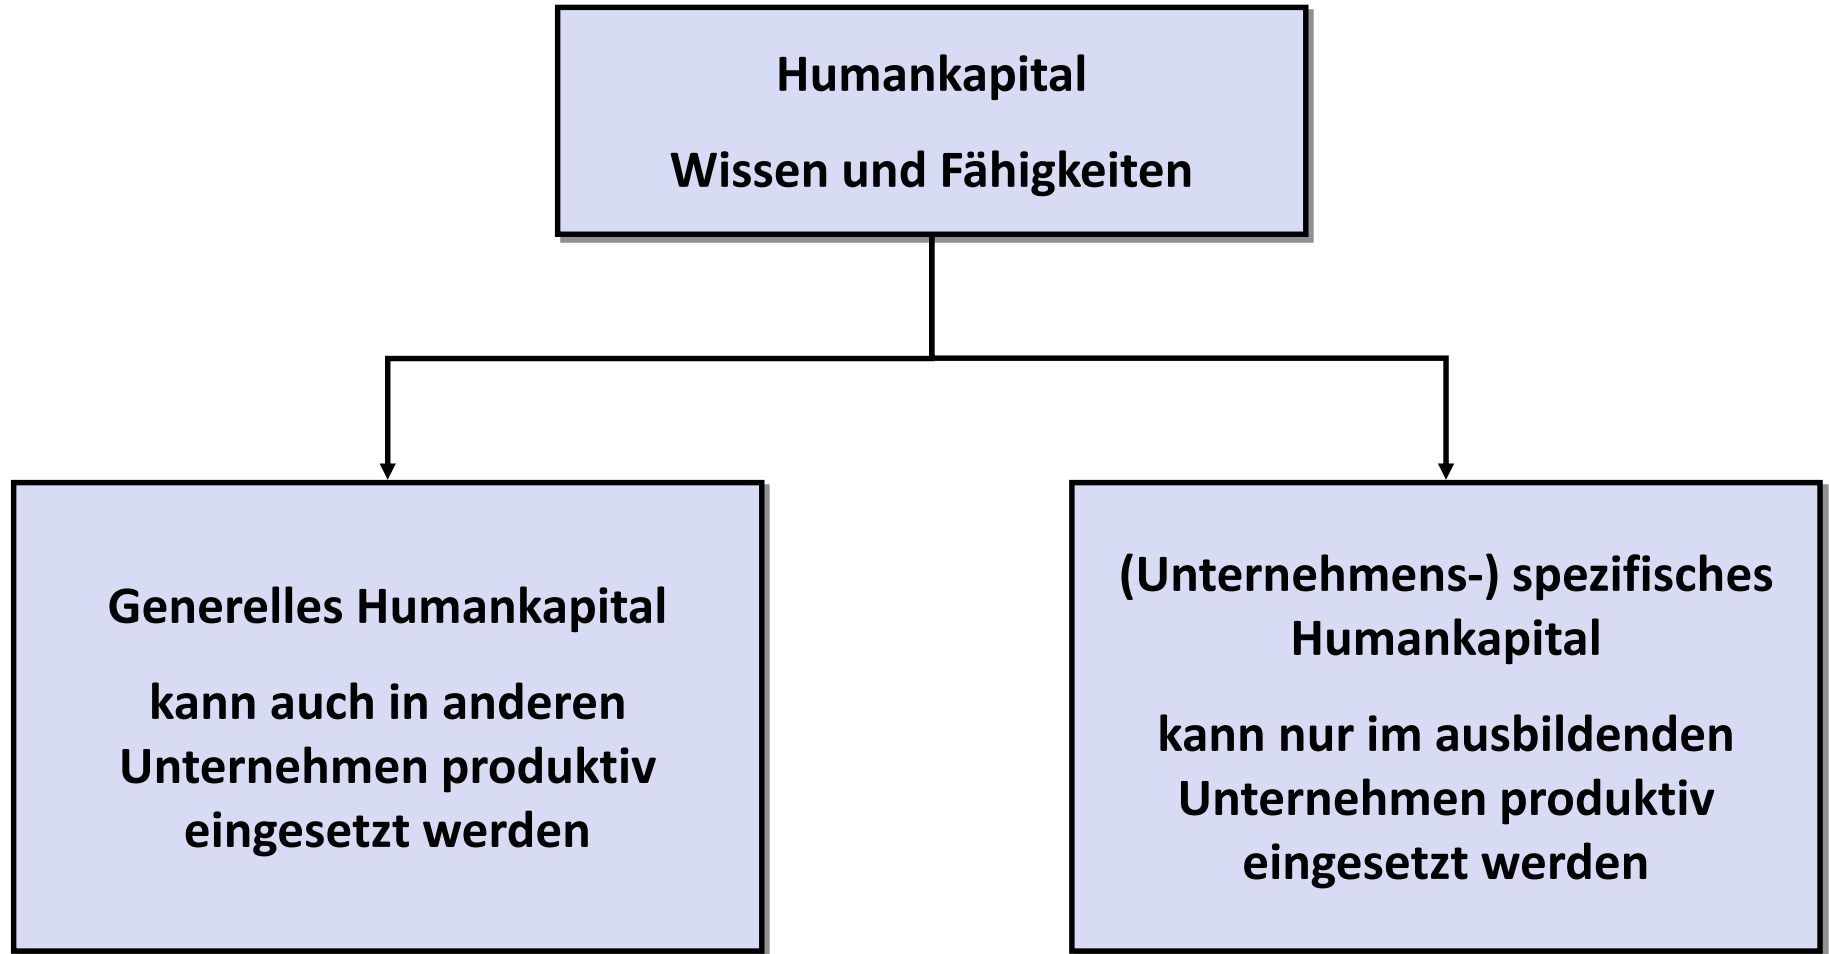 Humankapital
Wissen und Fähigkeiten
Generelles Humankapital
kann auch in anderen
Unternehmen produktiv
eingesetzt werden
(Unternehmens-) spezifisches
Humankapital
kann nur im ausbildenden
Unternehmen produktiv
eingesetzt werden